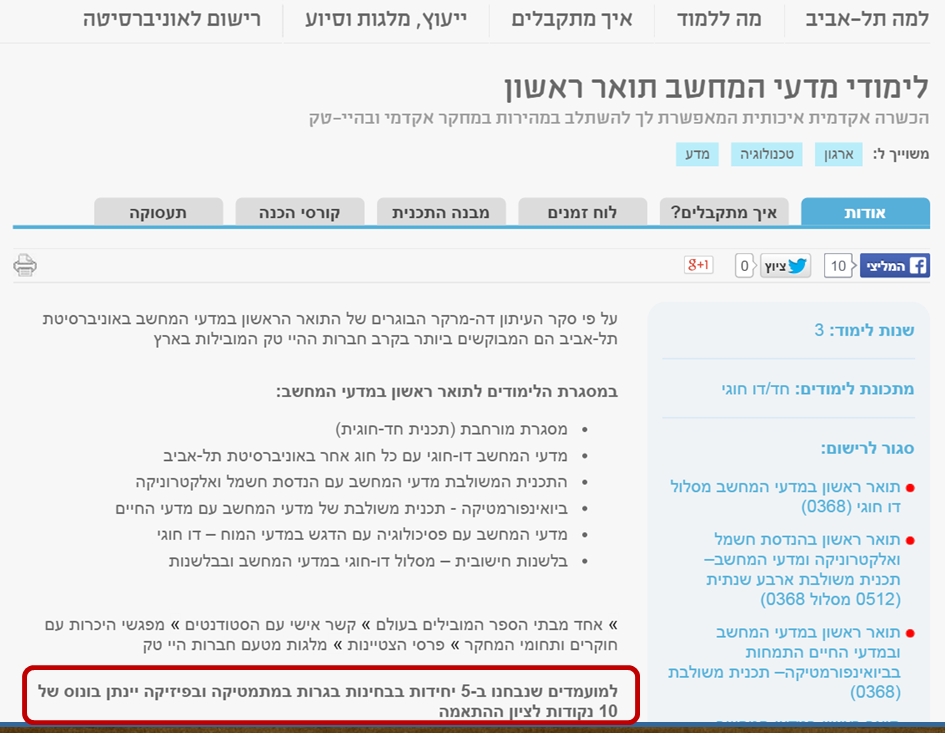 למה תל-אביב
מה ללמוד
איך מתקבלים
ייעוץ, מלגות וסיוע
רישום לאוניברסיטה
לימודי מדעי המחשב תואר ראשון
הכשרה אקדמית איכותית המאפשרת לך להשתלב במהירות במחקר אקדמי ובהיי-טק
משוייך ל: ארגון טכנולוגיה מדע
אודות
איך מתקבלים?
לוח זמנים
מבנה התכנית
קורסי הכנה
תעסוקה
המליצי 10 ציוץ 0 g+1
שנות לימוד: 3
מתכונת לימודים: חד/דו חוגי
סגור לרישום:
תואר ראשון במדעי המחשב מסלול
דו חוגי (0368)
תואר ראשון בהנדסת חשמל
ואלקטרוניקה ומדעי המחשב–
תכנית משולבת ארבע שנתית
(0512 מסלול 0368)
תואר ראשון במדעי המחשב
ובמדעי החיים התמחות
בביואינפורמטיקה– תכנית משולבת
(0368)
על פי סקר העיתון דה-מרקר הבוגרים של התואר הראשון במדעי המחשב באוניברסיטת
תל-אביב הם המבוקשים ביותר בקרב חברות ההיי טק המובילות בארץ
במסגרת הלימודים לתואר ראשון במדעי המחשב:
• מסגרת מורחבת (תכנית חד-חוגית)
• מדעי המחשב דו-חוגי עם כל חוג אחר באוניברסיטת תל-אביב
• התכנית המשולבת מדעי המחשב עם הנדסת חשמל ואלקטרוניקה
• ביואינפורמטיקה - תכנית משולבת של מדעי המחשב עם מדעי החיים
• מדעי המחשב עם פסיכולוגיה עם הדגש במדעי המוח – דו חוגי
• בלשנות חישובית – מסלול דו-חוגי במדעי המחשב ובבלשנות
» אחד מבתי הספר המובילים בעולם » קשר אישי עם הסטודנטים » מפגשי היכרות עם
חוקרים ותחומי המחקר » פרסי הצטיינות » מלגות מטעם חברות היי טק
למועמדים שנבחנו ב-5 יחידות בבחינות בגרות במתמטיקה ובפיזיקה יינתן בונוס של
10 נקודות לציון ההתאמה